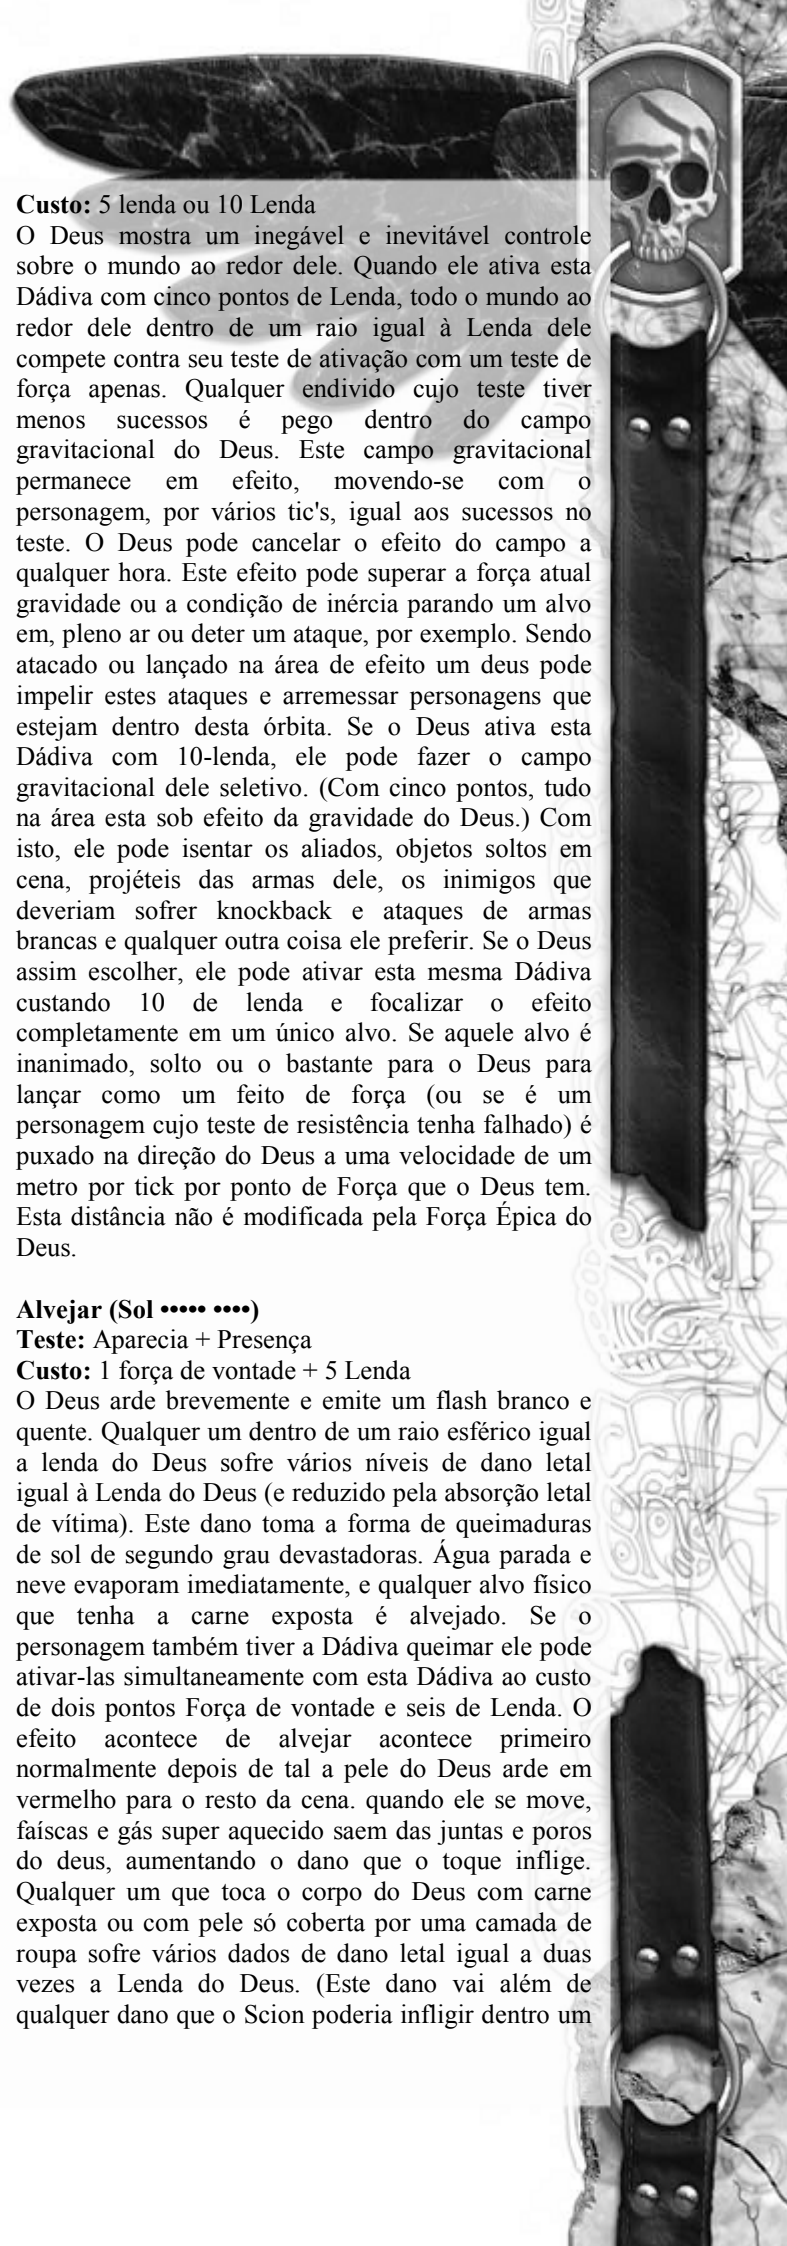 Custo: 5 lenda ou 10 Lenda
O Deus mostra um inegável e inevitável controle
sobre o mundo ao redor dele. Quando ele ativa esta
Dádiva com cinco pontos de Lenda, todo o mundo ao
redor dele dentro de um raio igual à Lenda dele
compete contra seu teste de ativação com um teste de
força apenas. Qualquer endivido cujo teste tiver
menos sucessos é pego dentro do campo
gravitacional do Deus. Este campo gravitacional
permanece em efeito, movendo-se com o
personagem, por vários tic's, igual aos sucessos no
teste. O Deus pode cancelar o efeito do campo a
qualquer hora. Este efeito pode superar a força atual
gravidade ou a condição de inércia parando um alvo
em, pleno ar ou deter um ataque, por exemplo. Sendo
atacado ou lançado na área de efeito um deus pode
impelir estes ataques e arremessar personagens que
estejam dentro desta órbita. Se o Deus ativa esta
Dádiva com 10-lenda, ele pode fazer o campo
gravitacional dele seletivo. (Com cinco pontos, tudo
na área esta sob efeito da gravidade do Deus.) Com
isto, ele pode isentar os aliados, objetos soltos em
cena, projéteis das armas dele, os inimigos que
deveriam sofrer knockback e ataques de armas
brancas e qualquer outra coisa ele preferir. Se o Deus
assim escolher, ele pode ativar esta mesma Dádiva
custando 10 de lenda e focalizar o efeito
completamente em um único alvo. Se aquele alvo é
inanimado, solto ou o bastante para o Deus para
lançar como um feito de força (ou se é um
personagem cujo teste de resistência tenha falhado) é
puxado na direção do Deus a uma velocidade de um
metro por tick por ponto de Força que o Deus tem.
Esta distância não é modificada pela Força Épica do
Deus.
Alvejar (Sol ••••• ••••)
Teste: Aparecia + Presença
Custo: 1 força de vontade + 5 Lenda
O Deus arde brevemente e emite um flash branco e
quente. Qualquer um dentro de um raio esférico igual
a lenda do Deus sofre vários níveis de dano letal
igual à Lenda do Deus (e reduzido pela absorção letal
de vítima). Este dano toma a forma de queimaduras
de sol de segundo grau devastadoras. Água parada e
neve evaporam imediatamente, e qualquer alvo físico
que tenha a carne exposta é alvejado. Se o
personagem também tiver a Dádiva queimar ele pode
ativar-las simultaneamente com esta Dádiva ao custo
de dois pontos Força de vontade e seis de Lenda. O
efeito acontece de alvejar acontece primeiro
normalmente depois de tal a pele do Deus arde em
vermelho para o resto da cena. quando ele se move,
faíscas e gás super aquecido saem das juntas e poros
do deus, aumentando o dano que o toque inflige.
Qualquer um que toca o corpo do Deus com carne
exposta ou com pele só coberta por uma camada de
roupa sofre vários dados de dano letal igual a duas
vezes a Lenda do Deus. (Este dano vai além de
qualquer dano que o Scion poderia infligir dentro um